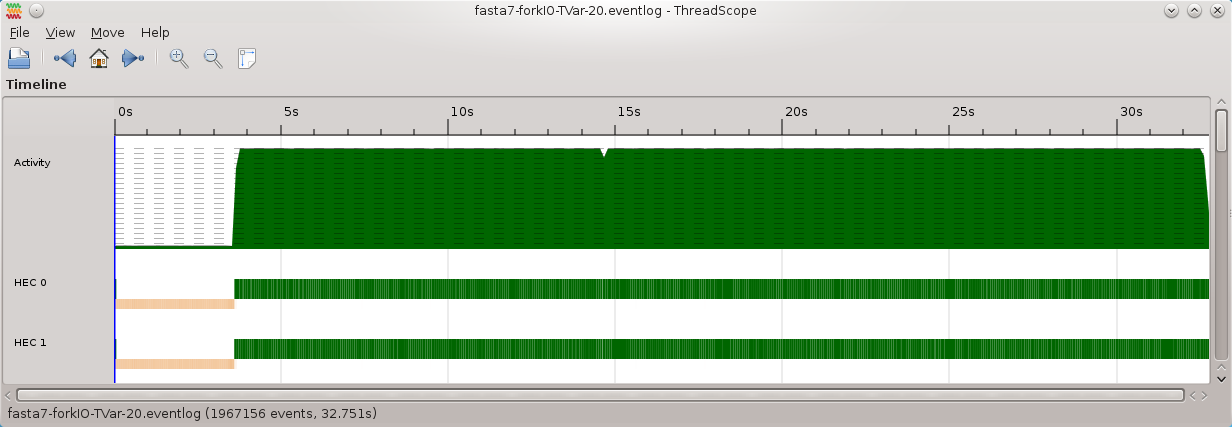 fasta7-forkIO-TVar-20.eventlog - ThreadScope
File View Move Help
Timeline
0s 5s 10s 15s 20s 25s 30s
Activity
HEC 0
HEC 1
fasta7-forkIO-TVar-20.eventlog (1967156 events, 32.751s)